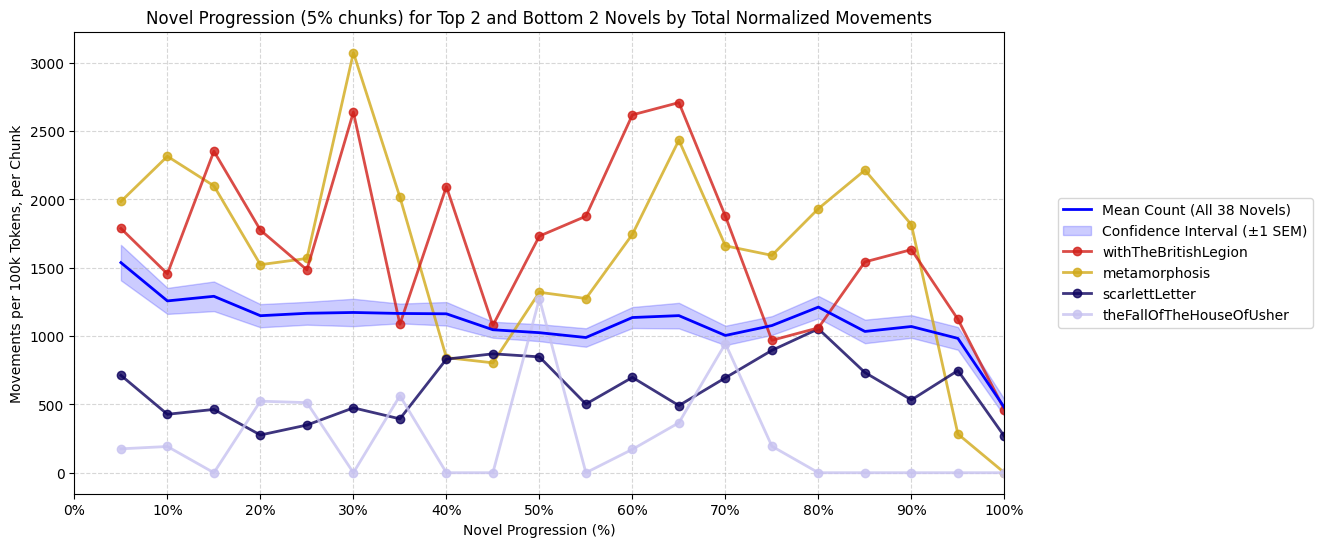 Novel Progression (5% chunks) for Top 2 and Bottom 2 Novels by Total Normalized Movements
Movements per 100k Tokens, per Chunk
3000
2500
2000
1500
1000
500
0
0% 10% 20% 30% 40% 50% 60% 70% 80% 90% 100%
Novel Progression (%)
Mean Count (All 38 Novels)
Confidence Interval (±1 SEM)
withTheBritishLegion
metamorphosis
scarlettLetter
theFallOfTheHouseOfUsher